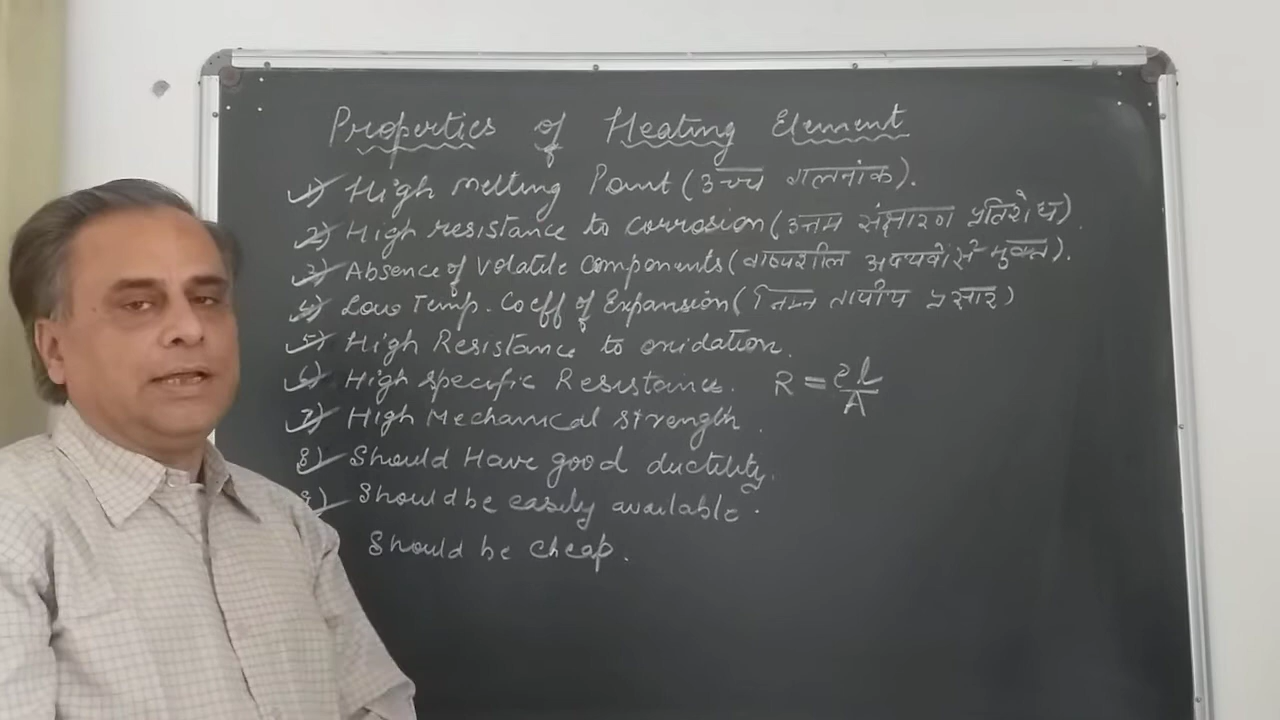 Properties of Heating Element
1) High Melting Point (उच्च गलनांक).
2) High resistance to corrosion (उत्तम संक्षारण प्रतिरोध).
3) Absence of Volatile Components (वाष्पशील अवयवों से मुक्त).
4) Low Temp. Coeff of Expansion (निम्न तापीय प्रसार)
5) High Resistance to oxidation.
6) High specific Resistance. R = ρl/A
7) High Mechanical strength.
8) Should Have good ductility.
9) Should be easily available.
Should be cheap.